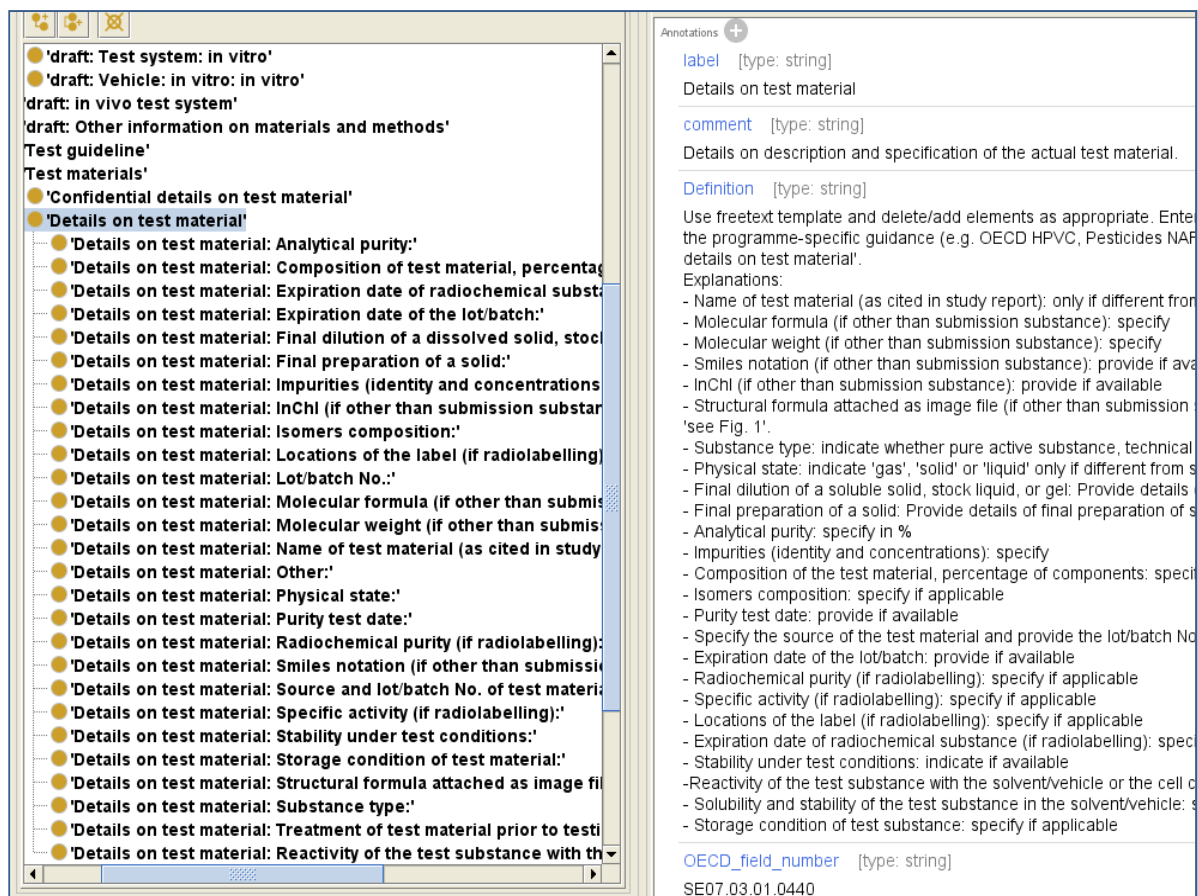 'draft: Test system: in vitro'
'draft: Vehicle: in vitro: in vitro'
'draft: in vivo test system'
'draft: Other information on materials and methods'
'Test guideline'
'Test materials'
'Confidential details on test material'
'Details on test material'
'Details on test material: Analytical purity:'
'Details on test material: Composition of test material,
'Details on test material: Expiration date of radiochemical
'Details on test material: Expiration date of the lot/batch:'
'Details on test material: Final dilution of a dissolved solid,
'Details on test material: Final preparation of a solid:'
'Details on test material: Impurities (identity and concentrations
'Details on test material: InChI (if other than submission
'Details on test material: Isomers composition:'
'Details on test material: Locations of the label (if radiolabelling)
'Details on test material: Lot/batch No.:'
'Details on test material: Molecular formula (if other than
'Details on test material: Molecular weight (if other than
'Details on test material: Name of test material (as cited in study
'Details on test material: Other:'
'Details on test material: Physical state:'
'Details on test material: Purity test date:'
'Details on test material: Radiochemical purity (if radiolabelling):
'Details on test material: Smiles notation (if other than
'Details on test material: Source and lot/batch No. of test
'Details on test material: Specific activity (if radiolabelling):'
'Details on test material: Stability under test conditions:'
'Details on test material: Storage condition of test material:'
'Details on test material: Structural formula attached as image
'Details on test material: Substance type:'
'Details on test material: Treatment of test material prior to
'Details on test material: Reactivity of the test substance with
Annotations
label [type: string]
Details on test material
comment [type: string]
Details on description and specification of the actual test material.
Definition [type: string]
Use freetext template and delete/add elements as appropriate.
the programme-specific guidance (e.g. OECD HPVC, Pesticides
details on test material'.
Explanations:
- Name of test material (as cited in study report): only if different from
- Molecular formula (if other than submission substance): specify
- Molecular weight (if other than submission substance): specify
- Smiles notation (if other than submission substance): provide if
- InChI (if other than submission substance): provide if available
- Structural formula attached as image file (if other than submission
'see Fig. 1'.
- Substance type: indicate whether pure active substance, technical
- Physical state: indicate 'gas', 'solid' or 'liquid' only if different from
- Final dilution of a soluble solid, stock liquid, or gel: Provide details
- Final preparation of a solid: Provide details of final preparation of
- Analytical purity: specify in %
- Impurities (identity and concentrations): specify
- Composition of the test material, percentage of components:
- Isomers composition: specify if applicable
- Purity test date: provide if available
- Specify the source of the test material and provide the lot/batch No
- Expiration date of the lot/batch: provide if available
- Radiochemical purity (if radiolabelling): specify if applicable
- Specific activity (if radiolabelling): specify if applicable
- Locations of the label (if radiolabelling): specify if applicable
- Expiration date of radiochemical substance (if radiolabelling):
- Stability under test conditions: indicate if available
-Reactivity of the test substance with the solvent/vehicle or the cell
- Solubility and stability of the test substance in the solvent/vehicle:
- Storage condition of test substance: specify if applicable
OECD_field_number [type: string]
SE07.03.01.0440